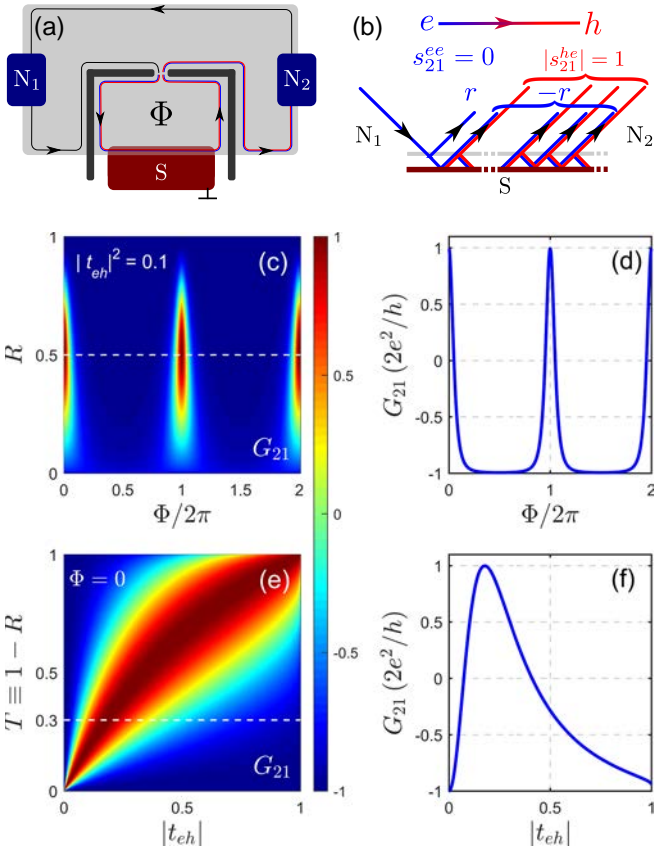 (a)
N₁
N₂
Φ
S
(b)
e
h
s₂₁ᵉᵉ = 0
|s₂₁ʰᵉ| = 1
r
−r
N₁
N₂
S
(c)
|t_eh|² = 0.1
R
1
0.5
0
G₂₁
0
0.5
1
1.5
2
Φ/2π
1
0.5
0
-0.5
-1
(d)
G₂₁ (2e²/h)
1
0.5
0
-0.5
-1
0
1
2
Φ/2π
(e)
Φ = 0
T ≡ 1 − R
1
0.5
0.3
0
G₂₁
0
0.5
1
|t_eh|
(f)
G₂₁ (2e²/h)
1
0.5
0
-0.5
-1
0
0.5
1
|t_eh|